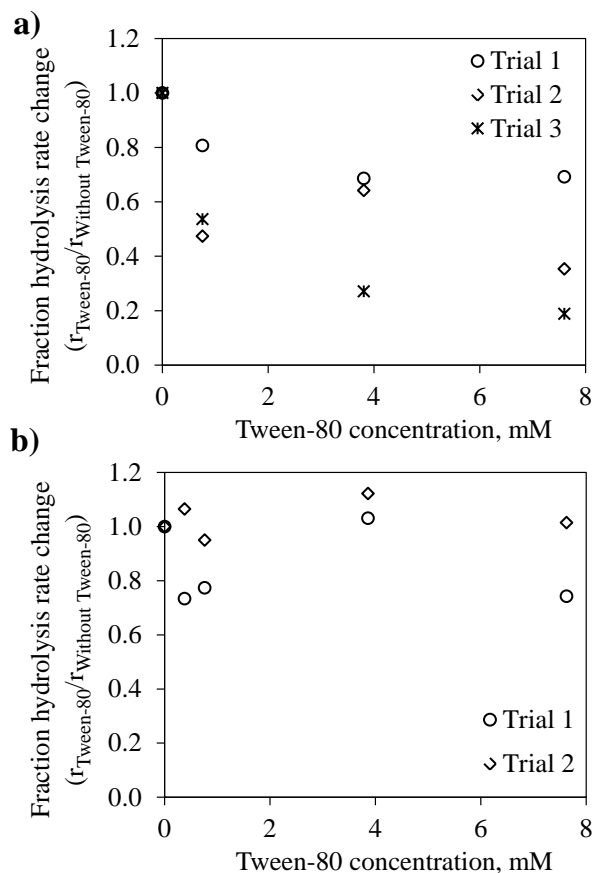 a)
1.2
1.0
0.8
0.6
0.4
0.2
0.0
Fraction hydrolysis rate change
(rTween-80/rWithout Tween-80)
Trial 1
Trial 2
Trial 3
0 2 4 6 8
Tween-80 concentration, mM
b)
1.2
1.0
0.8
0.6
0.4
0.2
0.0
Fraction hydrolysis rate change
(rTween-80/rWithout Tween-80)
Trial 1
Trial 2
0 2 4 6 8
Tween-80 concentration, mM